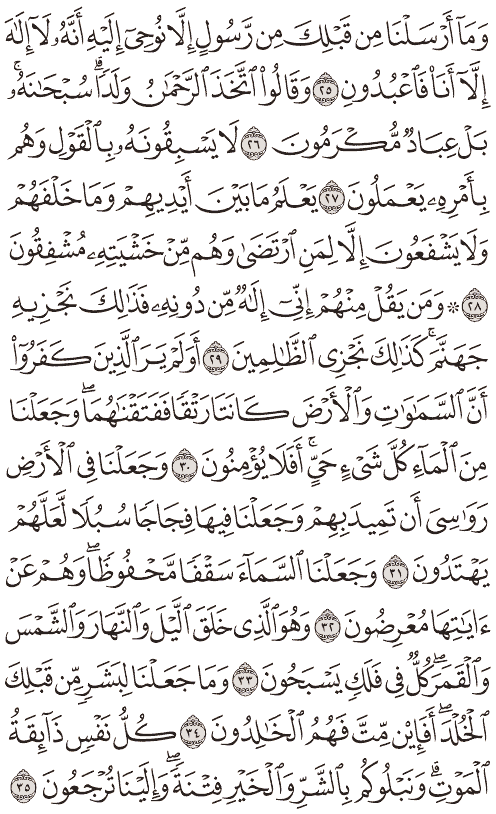 وَمَآ أَرْسَلْنَا مِن قَبْلِكَ مِن رَّسُولٍ إِلَّا نُوحِىٓ إِلَيْهِ أَنَّهُۥ لَآ إِلَٰهَ
إِلَّآ أَنَا۠ فَٱعْبُدُونِ ٢٥ وَقَالُوا۟ ٱتَّخَذَ ٱلرَّحْمَٰنُ وَلَدًا ۗ سُبْحَٰنَهُۥ ۚ
بَلْ عِبَادٌ مُّكْرَمُونَ ٢٦ لَا يَسْبِقُونَهُۥ بِٱلْقَوْلِ وَهُم
بِأَمْرِهِۦ يَعْمَلُونَ ٢٧ يَعْلَمُ مَا بَيْنَ أَيْدِيهِمْ وَمَا خَلْفَهُمْ
وَلَا يَشْفَعُونَ إِلَّا لِمَنِ ٱرْتَضَىٰ وَهُم مِّنْ خَشْيَتِهِۦ مُشْفِقُونَ
٢٨ ۞ وَمَن يَقُلْ مِنْهُمْ إِنِّىٓ إِلَٰهٌ مِّن دُونِهِۦ فَذَٰلِكَ نَجْزِيهِ
جَهَنَّمَ ۚ كَذَٰلِكَ نَجْزِى ٱلظَّٰلِمِينَ ٢٩ أَوَلَمْ يَرَ ٱلَّذِينَ كَفَرُوٓا۟
أَنَّ ٱلسَّمَٰوَٰتِ وَٱلْأَرْضَ كَانَتَا رَتْقًا فَفَتَقْنَٰهُمَا ۖ وَجَعَلْنَا
مِنَ ٱلْمَآءِ كُلَّ شَىْءٍ حَىٍّ ۖ أَفَلَا يُؤْمِنُونَ ٣٠ وَجَعَلْنَا فِى ٱلْأَرْضِ
رَوَٰسِىَ أَن تَمِيدَ بِهِمْ وَجَعَلْنَا فِيهَا فِجَاجًا سُبُلًا لَّعَلَّهُمْ
يَهْتَدُونَ ٣١ وَجَعَلْنَا ٱلسَّمَآءَ سَقْفًا مَّحْفُوظًا ۖ وَهُمْ عَنْ
ءَايَٰتِهَا مُعْرِضُونَ ٣٢ وَهُوَ ٱلَّذِى خَلَقَ ٱلَّيْلَ وَٱلنَّهَارَ وَٱلشَّمْسَ
وَٱلْقَمَرَ ۖ كُلٌّ فِى فَلَكٍ يَسْبَحُونَ ٣٣ وَمَا جَعَلْنَا لِبَشَرٍ مِّن قَبْلِكَ
ٱلْخُلْدَ ۖ أَفَإِي۟ن مِّتَّ فَهُمُ ٱلْخَٰلِدُونَ ٣٤ كُلُّ نَفْسٍ ذَآئِقَةُ
ٱلْمَوْتِ ۗ وَنَبْلُوكُم بِٱلشَّرِّ وَٱلْخَيْرِ فِتْنَةً ۖ وَإِلَيْنَا تُرْجَعُونَ ٣٥